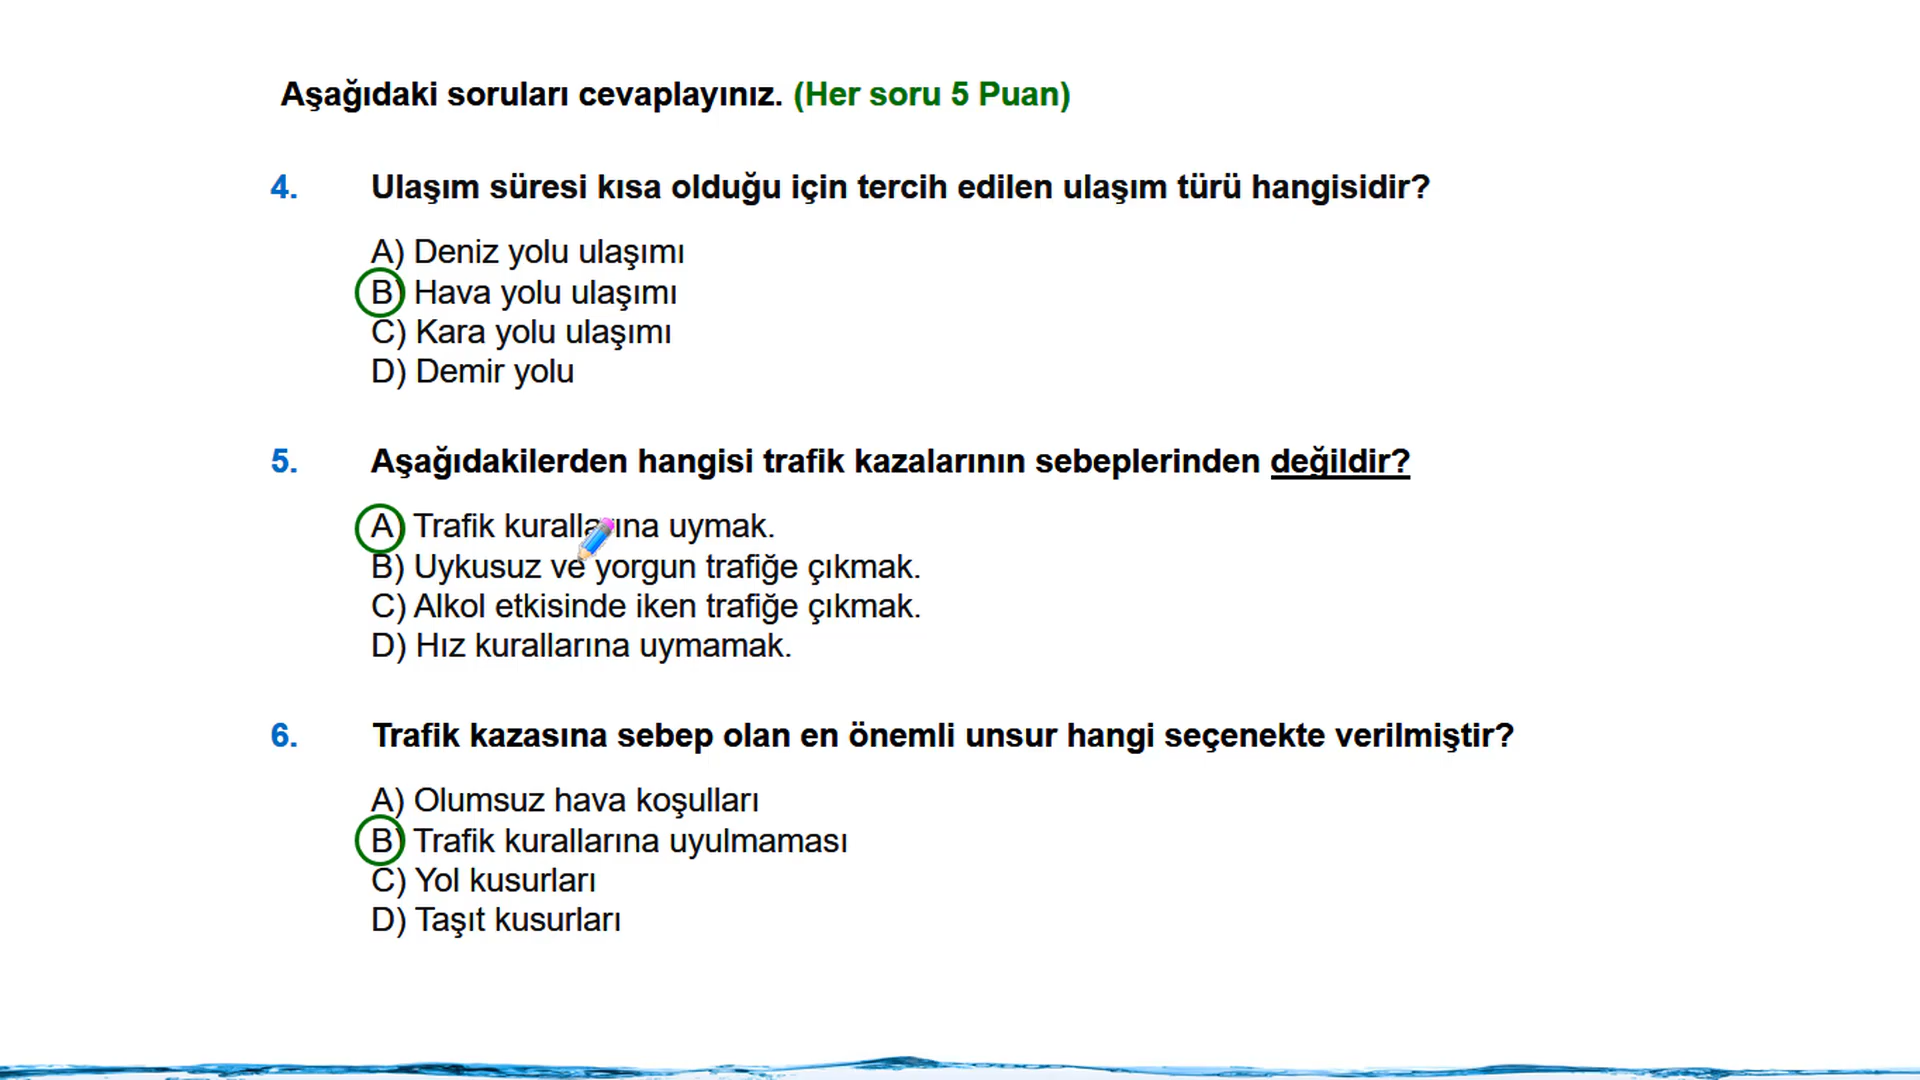 Aşağıdaki soruları cevaplayınız. (Her soru 5 Puan)
4. Ulaşım süresi kısa olduğu için tercih edilen ulaşım türü hangisidir?
A) Deniz yolu ulaşımı
B) Hava yolu ulaşımı
C) Kara yolu ulaşımı
D) Demir yolu
5. Aşağıdakilerden hangisi trafik kazalarının sebeplerinden değildir?
A) Trafik kurallarına uymak.
B) Uykusuz ve yorgun trafiğe çıkmak.
C) Alkol etkisinde iken trafiğe çıkmak.
D) Hız kurallarına uymamak.
6. Trafik kazasına sebep olan en önemli unsur hangi seçenekte verilmiştir?
A) Olumsuz hava koşulları
B) Trafik kurallarına uyulmaması
C) Yol kusurları
D) Taşıt kusurları